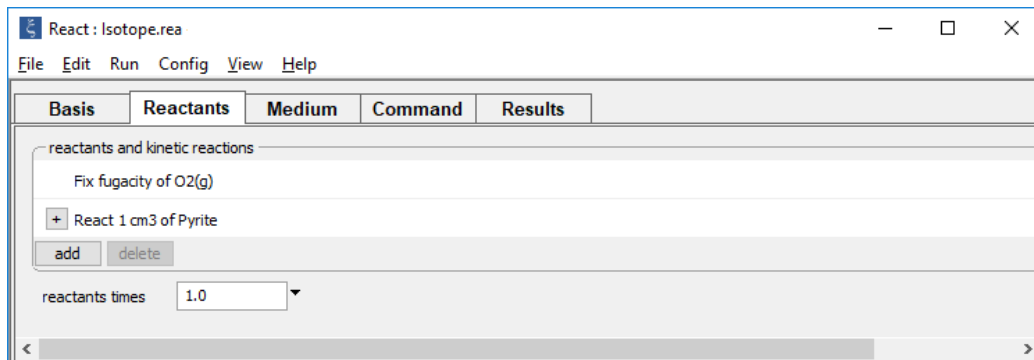 React : Isotope.rea
File Edit Run Config View Help
Basis Reactants Medium Command Results
reactants and kinetic reactions
Fix fugacity of O2(g)
+ React 1 cm3 of Pyrite
add delete
reactants times 1.0